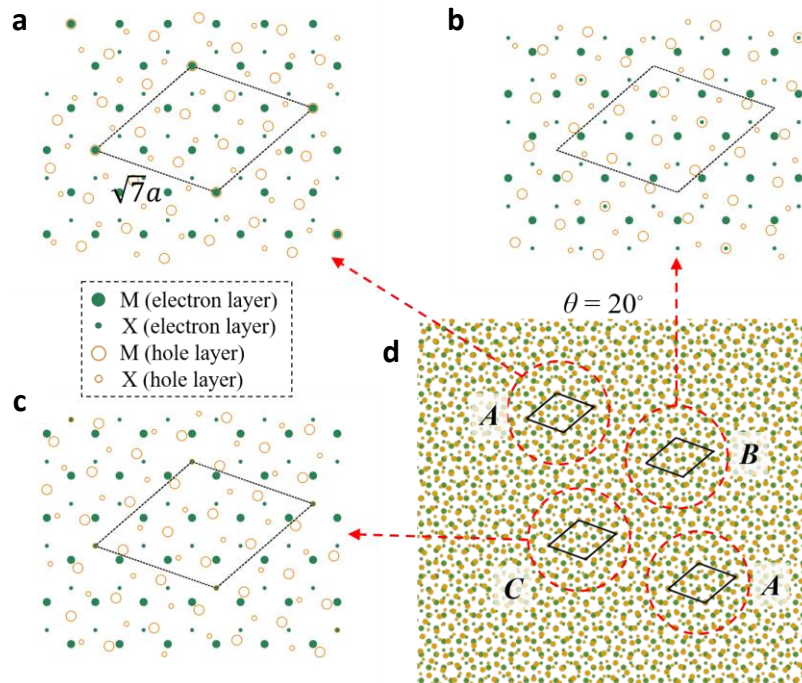 a
b
√7a
M (electron layer)
X (electron layer)
M (hole layer)
X (hole layer)
θ = 20°
c
d
A
B
C
A